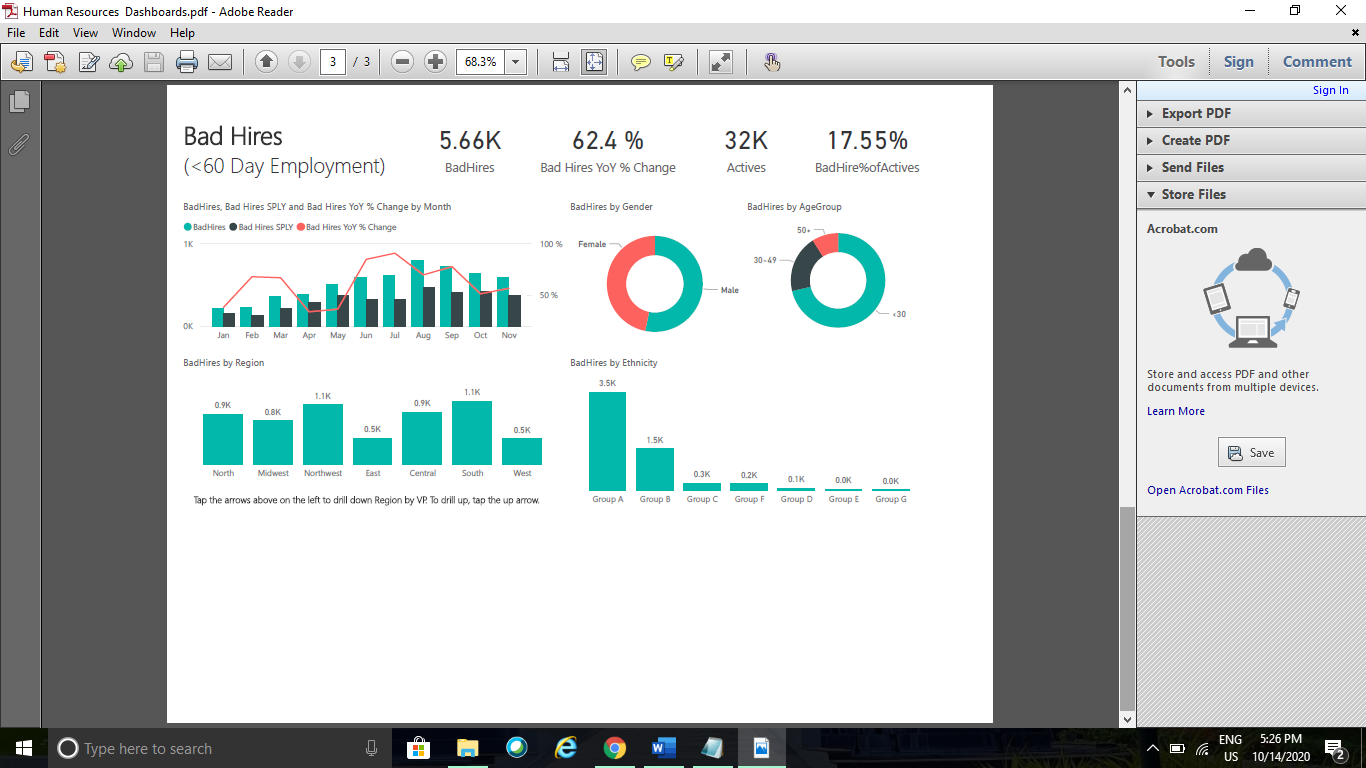 Human Resources  Dashboards.pdf - Adobe Reader
File Edit View Window Help
3 / 3 68.3% Tools Sign Comment
Sign In
Export PDF
Create PDF
Send Files
Store Files
Acrobat.com
Store and access PDF and other
documents from multiple devices.
Learn More
Save
Open Acrobat.com Files
Bad Hires
(<60 Day Employment)
5.66K
BadHires
62.4 %
Bad Hires YoY % Change
32K
Actives
17.55%
BadHire%ofActives
BadHires, Bad Hires SPLY and Bad Hires YoY % Change by Month
BadHires Bad Hires SPLY Bad Hires YoY % Change
1K 100 %
50 %
0K
Jan Feb Mar Apr May Jun Jul Aug Sep Oct Nov
BadHires by Gender
Female
Male
BadHires by AgeGroup
50+
30-49
<30
BadHires by Region
0.9K 0.8K 1.1K 0.5K 0.9K 1.1K 0.5K
North Midwest Northwest East Central South West
Tap the arrows above on the left to drill down Region by VP. To drill up, tap the up arrow.
BadHires by Ethnicity
3.5K 1.5K 0.3K 0.2K 0.1K 0.0K 0.0K
Group A Group B Group C Group F Group D Group E Group G
Type here to search
ENG 5:26 PM
US 10/14/2020
2